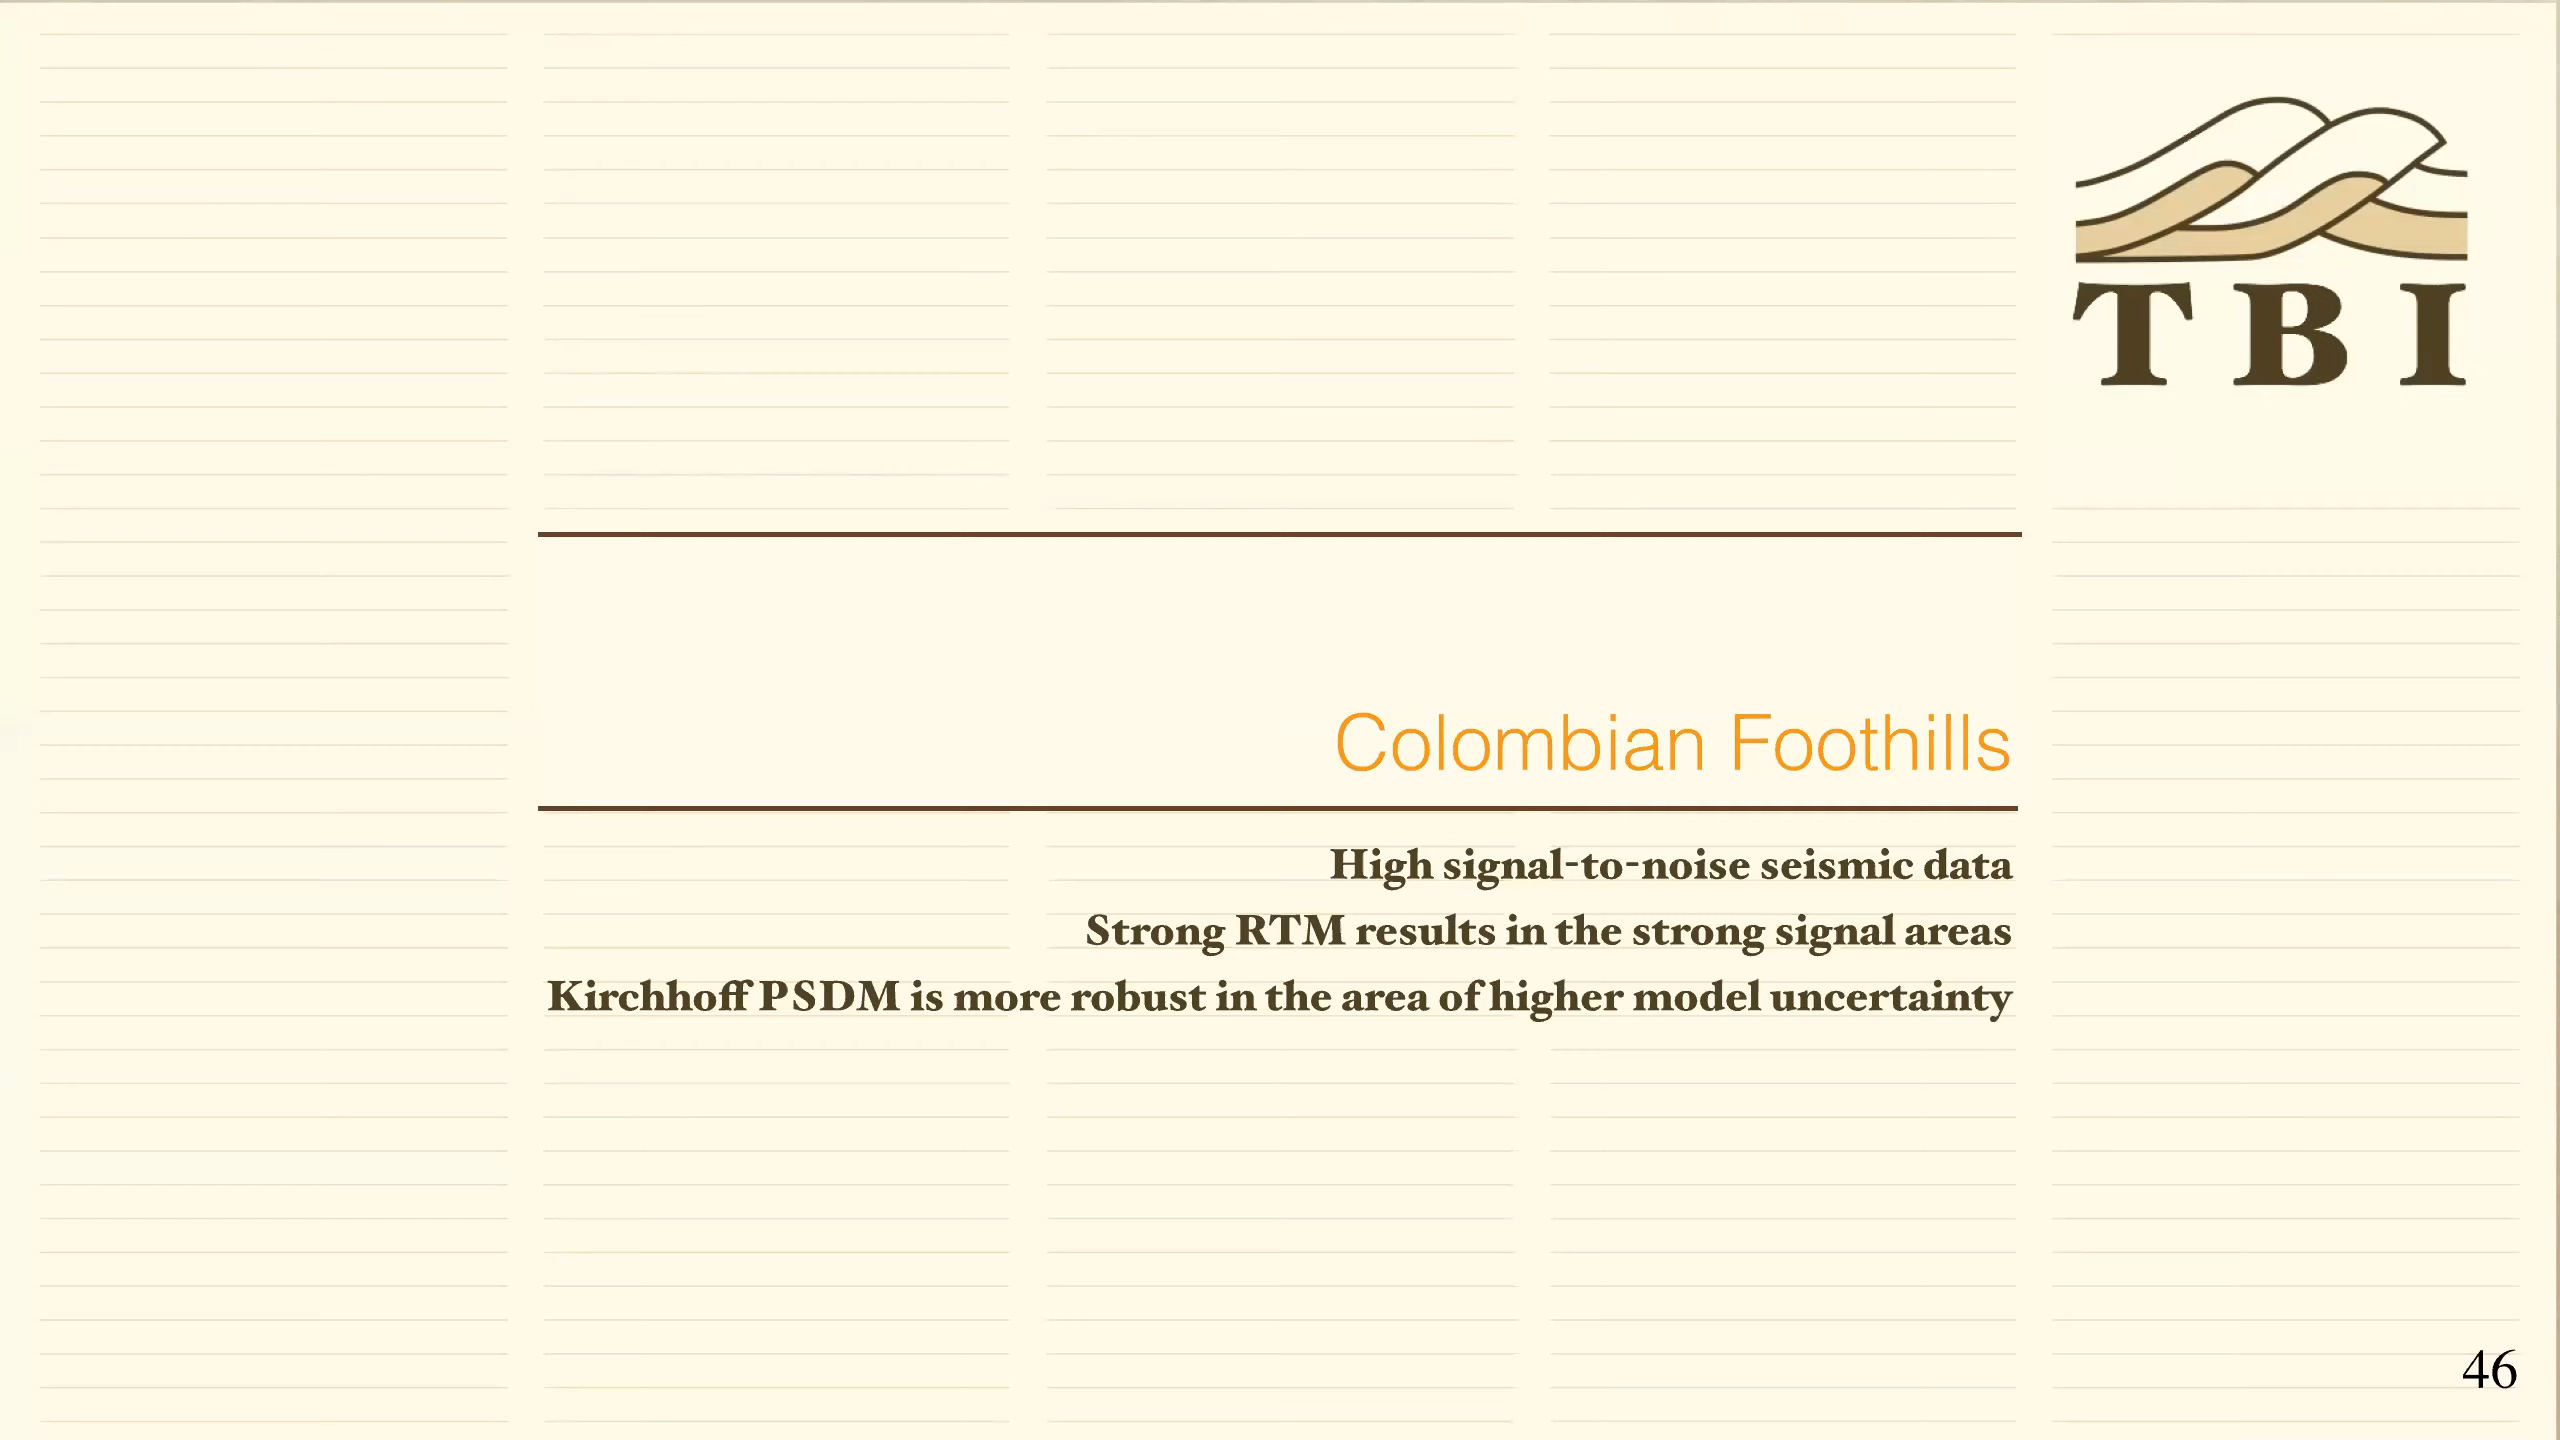 TBI
Colombian Foothills
High signal-to-noise seismic data
Strong RTM results in the strong signal areas
Kirchhoff PSDM is more robust in the area of higher model uncertainty
46